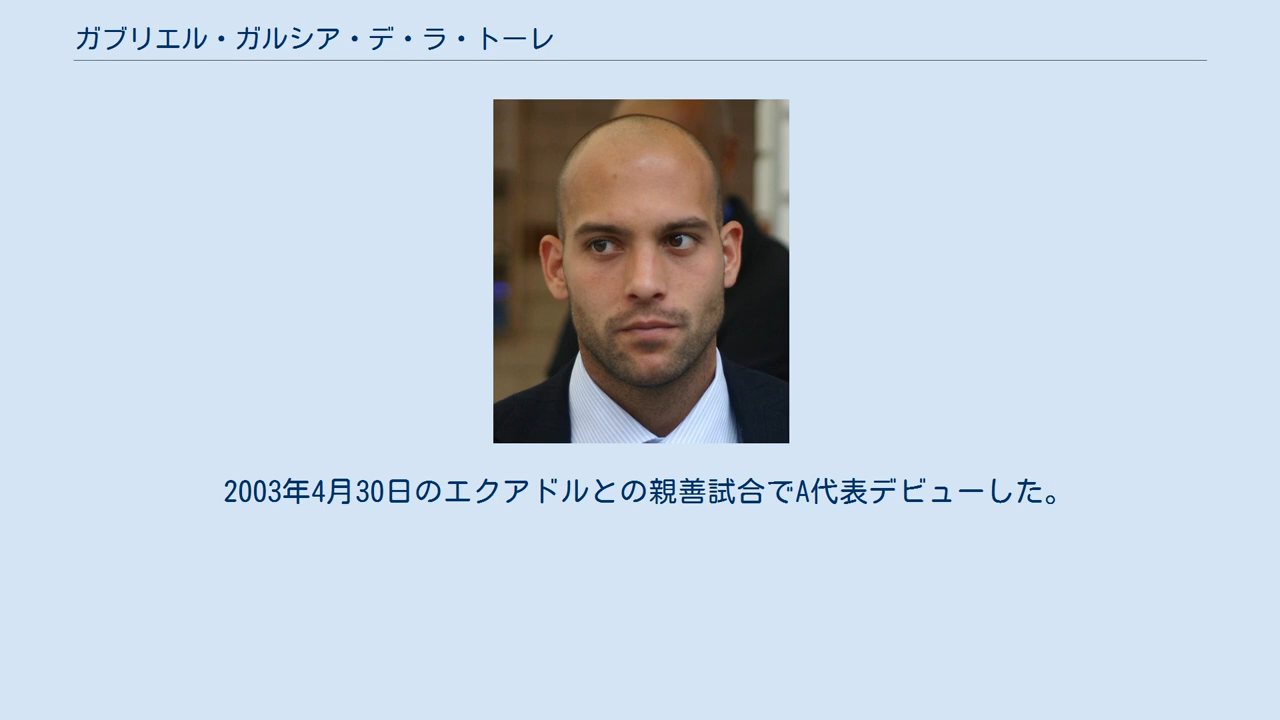 ガブリエル・ガルシア・デ・ラ・トーレ
2003年4月30日のエクアドルとの親善試合でA代表デビューした。